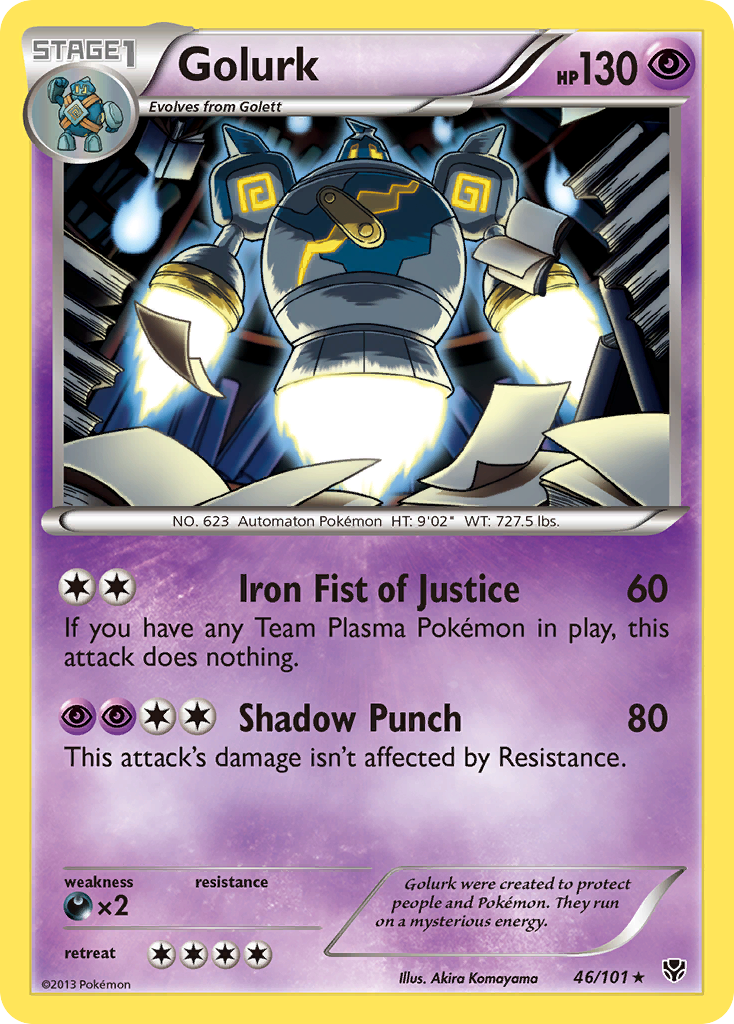 STAGE1
Golurk
HP130
Evolves from Golett
NO. 623 Automaton Pokémon HT: 9'02" WT: 727.5 lbs.
Iron Fist of Justice 60
If you have any Team Plasma Pokémon in play, this
attack does nothing.
Shadow Punch 80
This attack's damage isn't affected by Resistance.
weakness resistance
×2
Golurk were created to protect
people and Pokémon. They run
on a mysterious energy.
retreat
©2013 Pokémon
Illus. Akira Komayama 46/101 ★